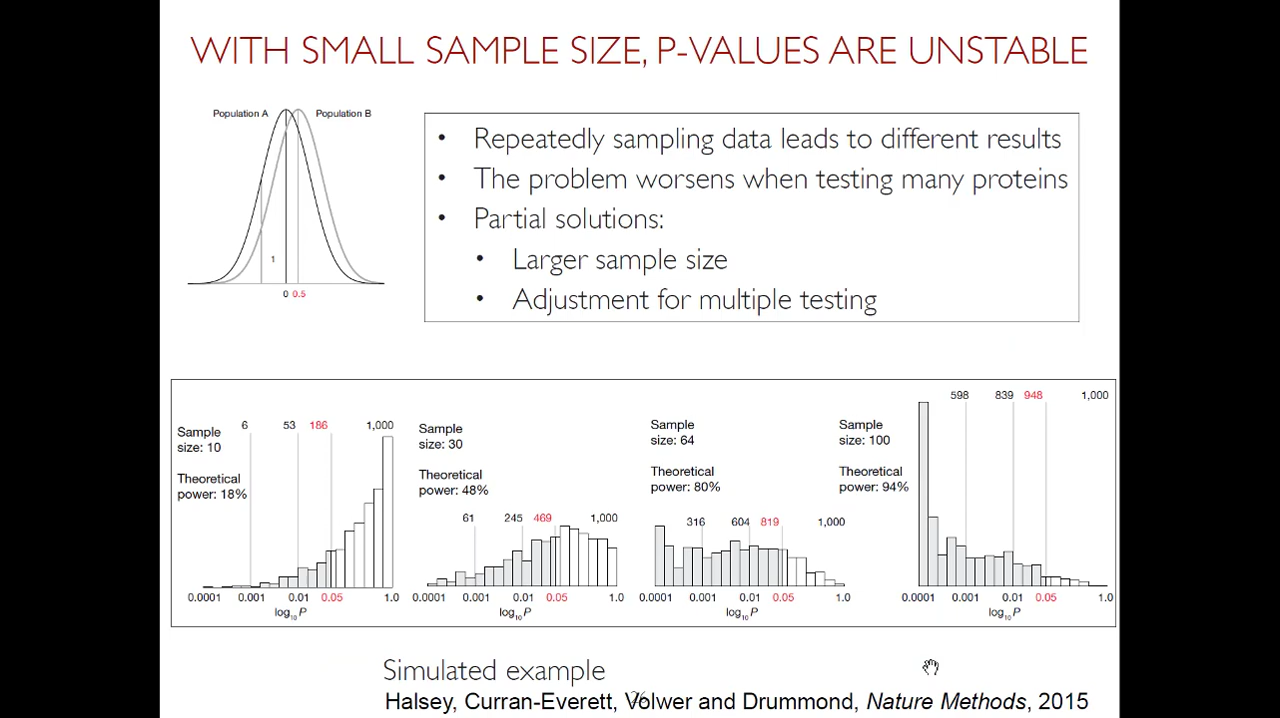 WITH SMALL SAMPLE SIZE, P-VALUES ARE UNSTABLE
Population A
Population B
1
0 0.5
• Repeatedly sampling data leads to different results
• The problem worsens when testing many proteins
• Partial solutions:
• Larger sample size
• Adjustment for multiple testing
Sample
size: 10
Theoretical
power: 18%
6 53 186 1,000
0.0001 0.001 0.01 0.05 1.0
log10 P
Sample
size: 30
Theoretical
power: 48%
61 245 469 1,000
0.0001 0.001 0.01 0.05 1.0
log10 P
Sample
size: 64
Theoretical
power: 80%
316 604 819 1,000
0.0001 0.001 0.01 0.05 1.0
log10 P
Sample
size: 100
Theoretical
power: 94%
598 839 948 1,000
0.0001 0.001 0.01 0.05 1.0
log10 P
Simulated example
Halsey, Curran-Everett, Volwer and Drummond, Nature Methods, 2015